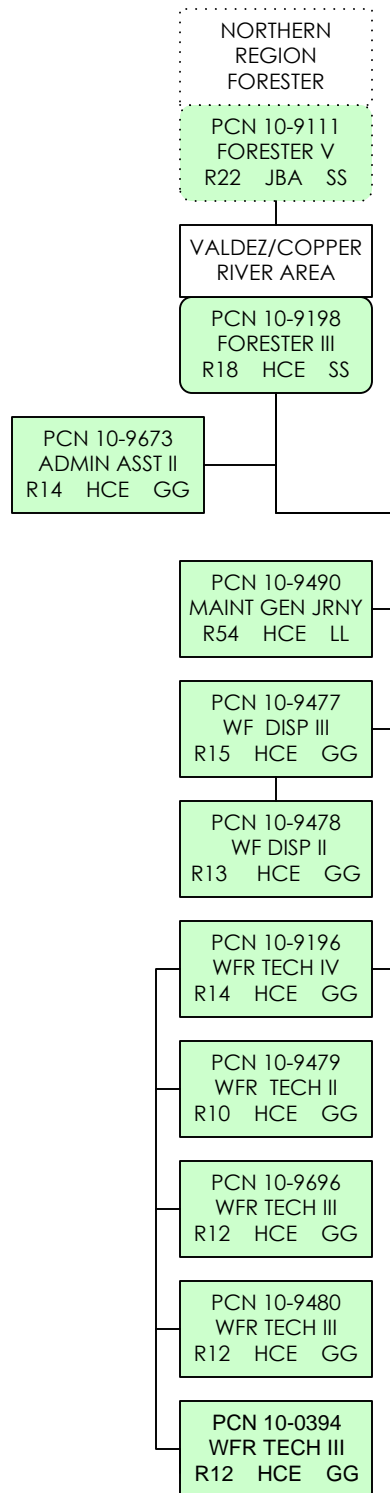 NORTHERN
REGION
FORESTER
PCN 10-9111
FORESTER V
R22 JBA SS
VALDEZ/COPPER
RIVER AREA
PCN 10-9198
FORESTER III
R18 HCE SS
PCN 10-9673
ADMIN ASST II
R14 HCE GG
PCN 10-9490
MAINT GEN JRNY
R54 HCE LL
PCN 10-9477
WF DISP III
R15 HCE GG
PCN 10-9478
WF DISP II
R13 HCE GG
PCN 10-9196
WFR TECH IV
R14 HCE GG
PCN 10-9479
WFR TECH II
R10 HCE GG
PCN 10-9696
WFR TECH III
R12 HCE GG
PCN 10-9480
WFR TECH III
R12 HCE GG
PCN 10-0394
WFR TECH III
R12 HCE GG